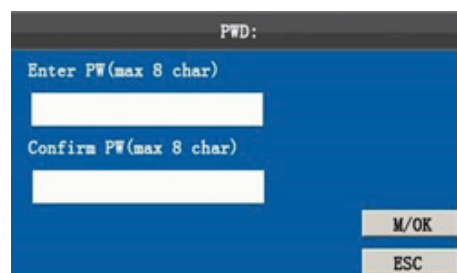 PWD:
Enter PW(max 8 char)
Confirm PW(max 8 char)
M/OK
ESC